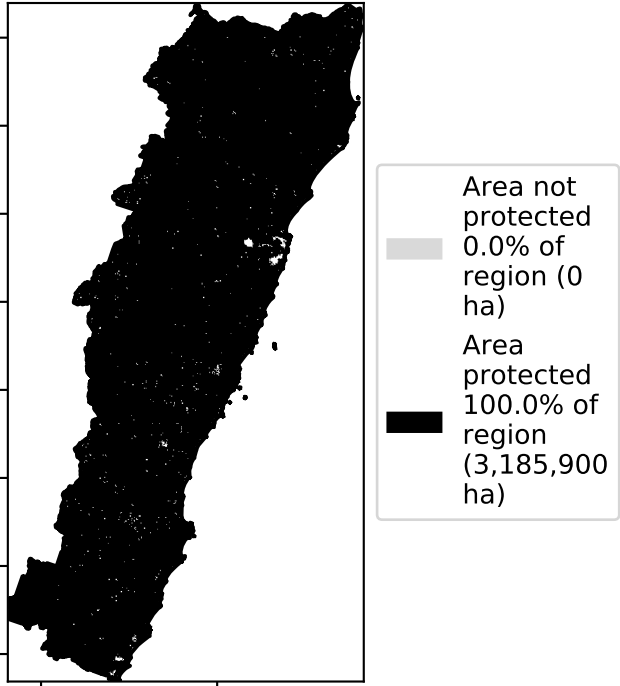 Area not
protected
0.0% of
region (0
ha)
Area
protected
100.0% of
region
(3,185,900
ha)